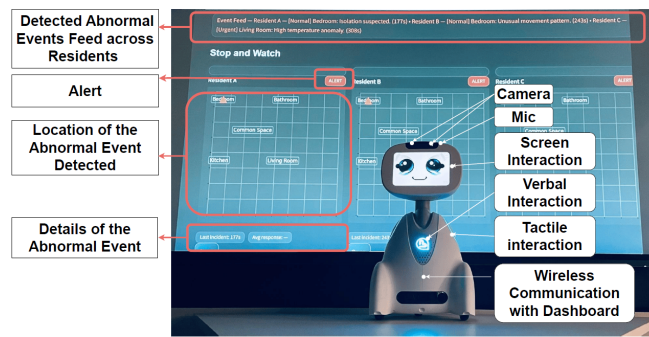 Detected Abnormal
Events Feed across
Residents
Alert
Location of the
Abnormal Event
Detected
Details of the
Abnormal Event
Event Feed — Resident A — [Normal] Bedroom: Isolation suspected. (177s) • Resident B — [Normal] Bedroom: Unusual movement pattern. (243s) • Resident C —
[Urgent] Living Room: High temperature anomaly. (308s)
Stop and Watch
Resident A
ALERT
Bedroom
Bathroom
Common Space
Kitchen
Living Room
Last incident: 177s
Avg response: —
Resident B
ALERT
Bedroom
Bathroom
Common Space
Kitchen
Last incident:
Resident C
ALERT
Bathroom
Common Space
Camera
Mic
Screen
Interaction
Verbal
Interaction
Tactile
interaction
Wireless
Communication
with Dashboard